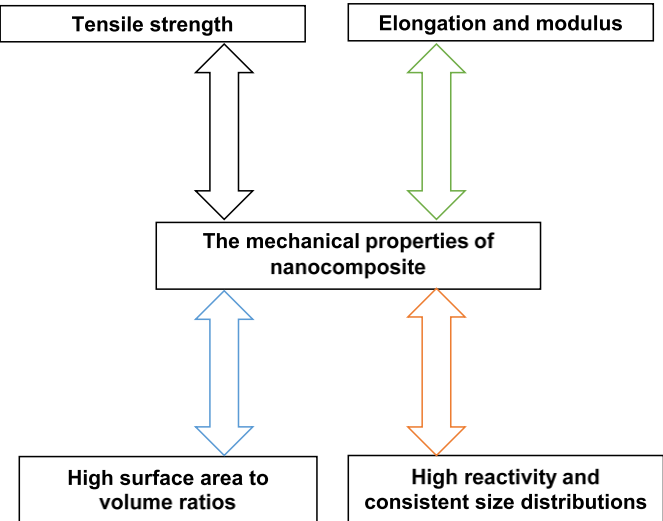 Tensile strength
Elongation and modulus
The mechanical properties of
nanocomposite
High surface area to
volume ratios
High reactivity and
consistent size distributions